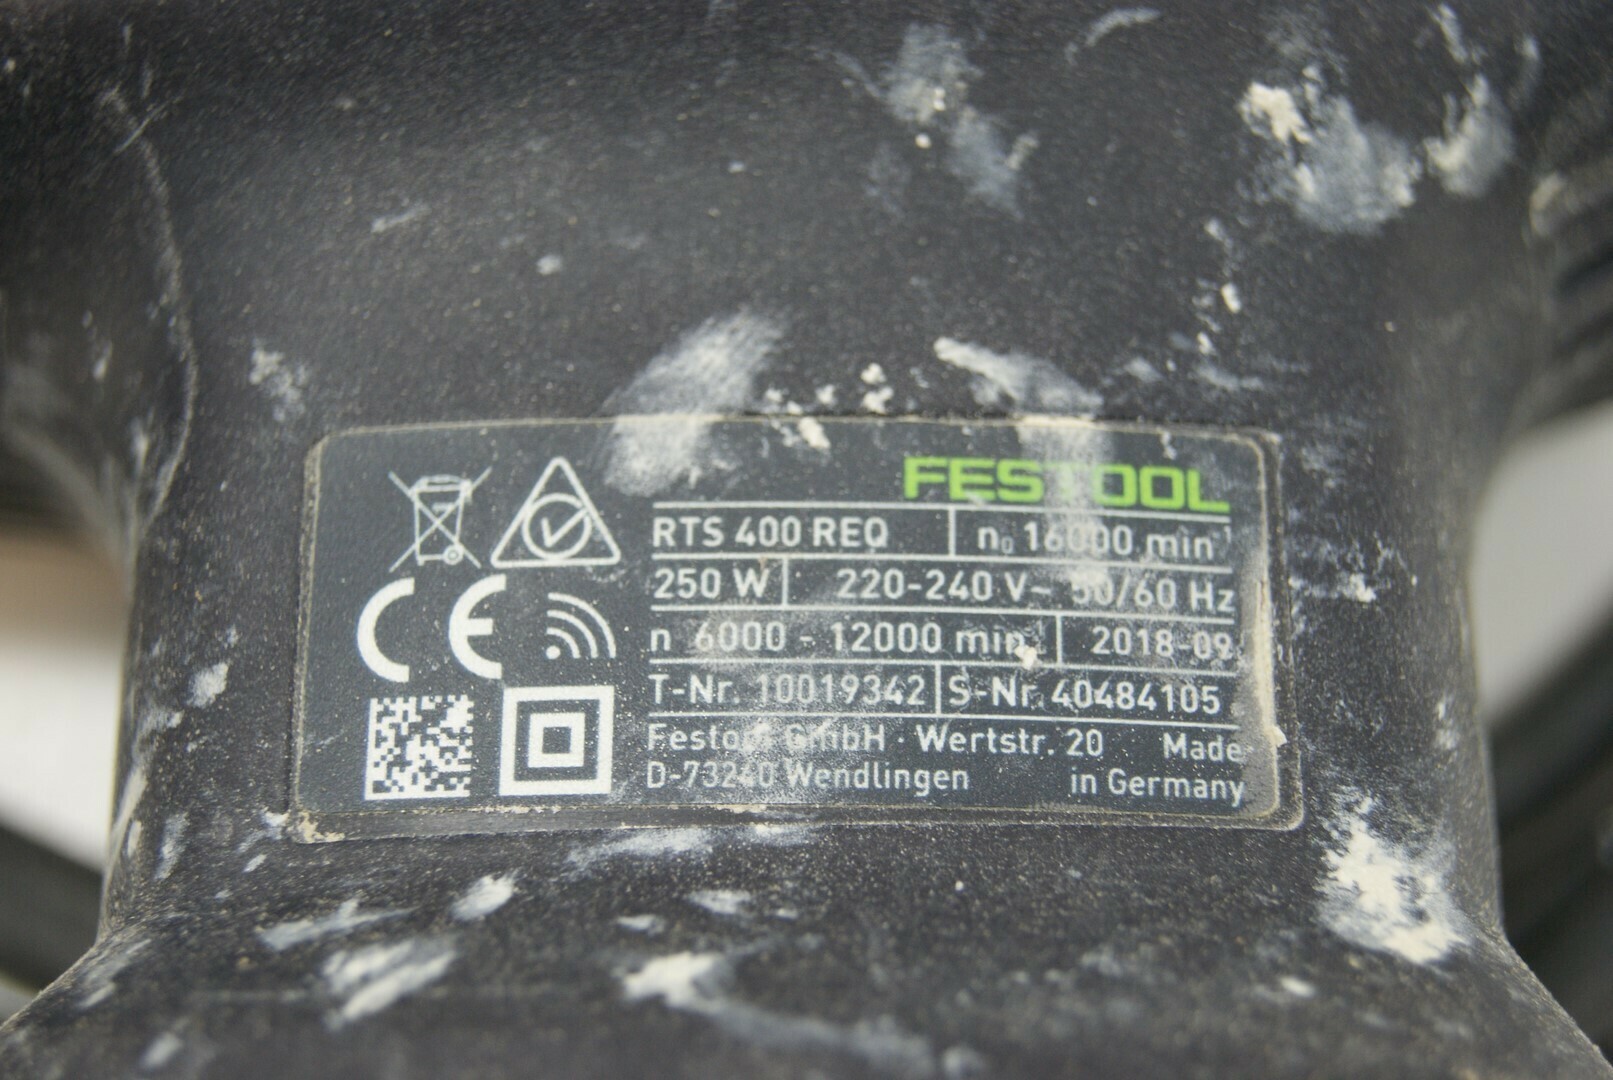 FESTOOL
RTS 400 REQ n₀ 16000 min⁻¹
250 W 220-240 V~ 50/60 Hz
n 6000 - 12000 min⁻¹ 2018-09
T-Nr. 10019342 S-Nr. 40484105
CE
Festool GmbH · Wertstr. 20 Made
D-73240 Wendlingen in Germany